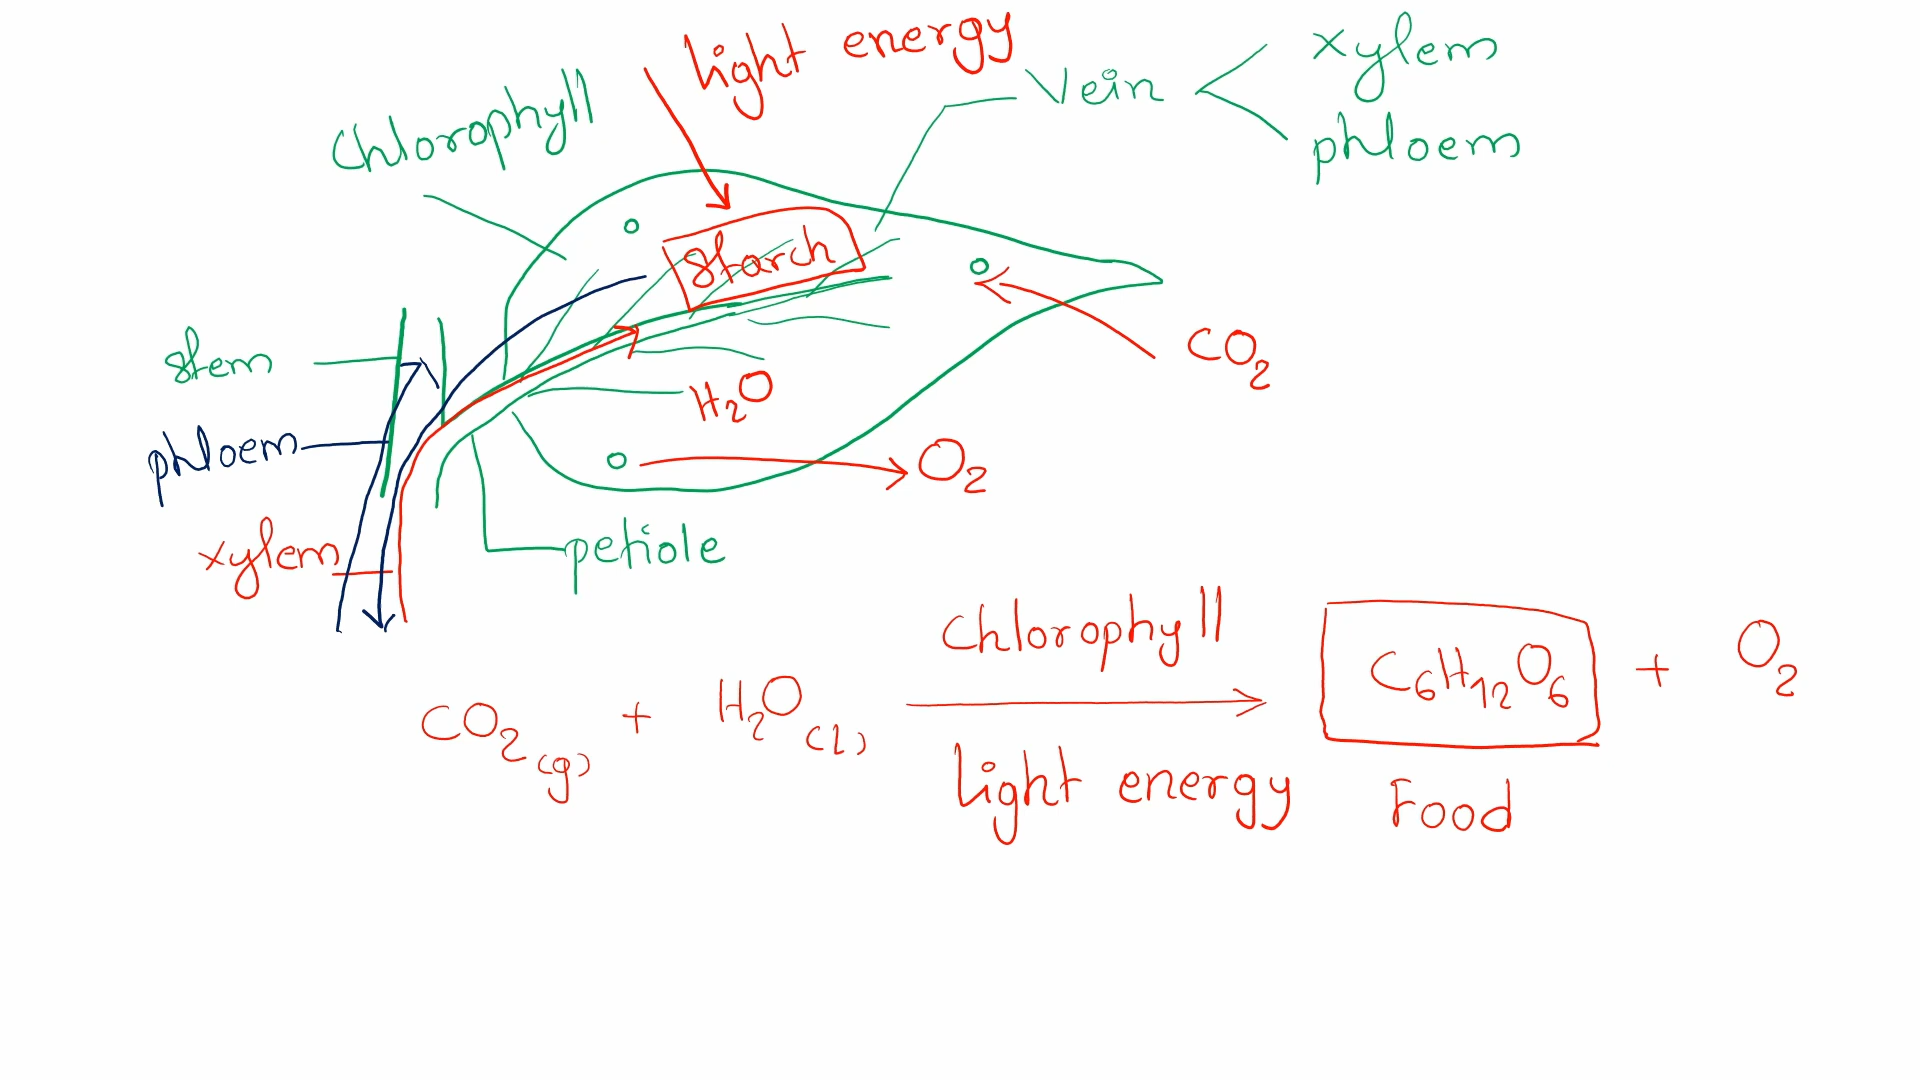 light energy
Chlorophyll
Vein
xylem
phloem
Starch
stem
CO2
H2O
phloem
O2
xylem
petiole
Chlorophyll
CO2(g) + H2O(l) → C6H12O6 + O2
light energy
Food